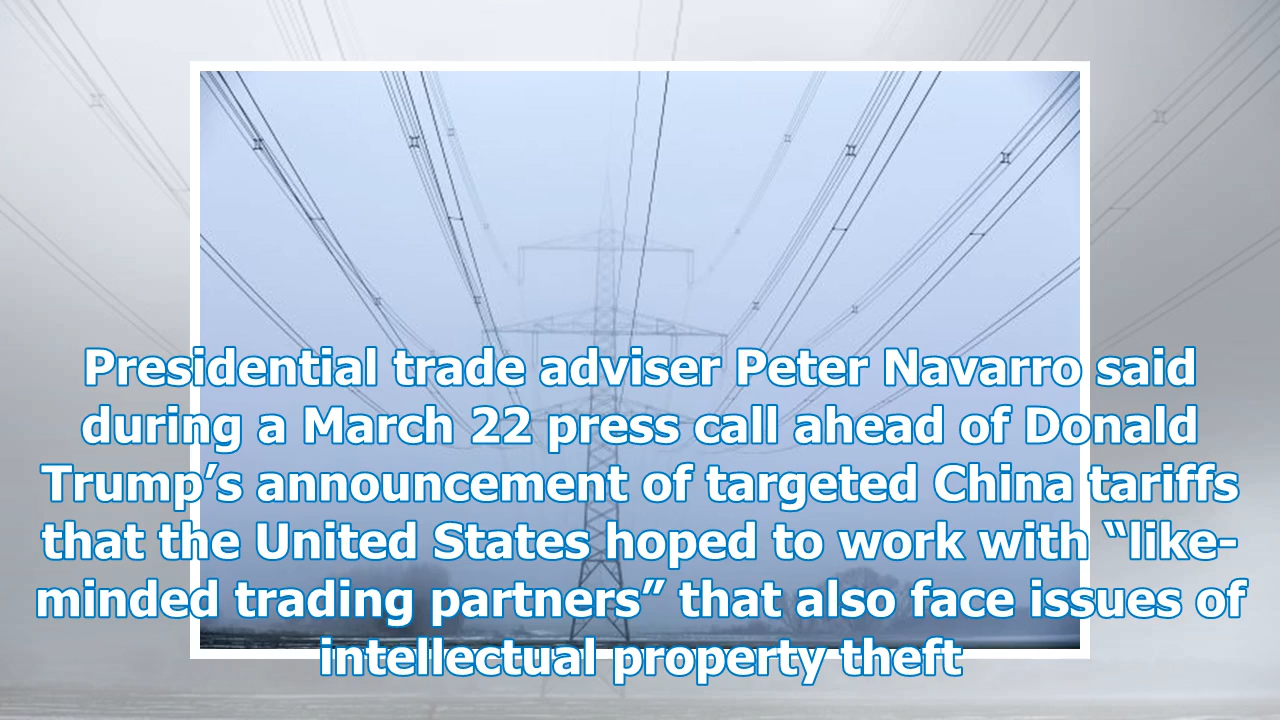 Presidential trade adviser Peter Navarro said
during a March 22 press call ahead of Donald
Trump’s announcement of targeted China tariffs
that the United States hoped to work with “like-
minded trading partners” that also face issues of
intellectual property theft